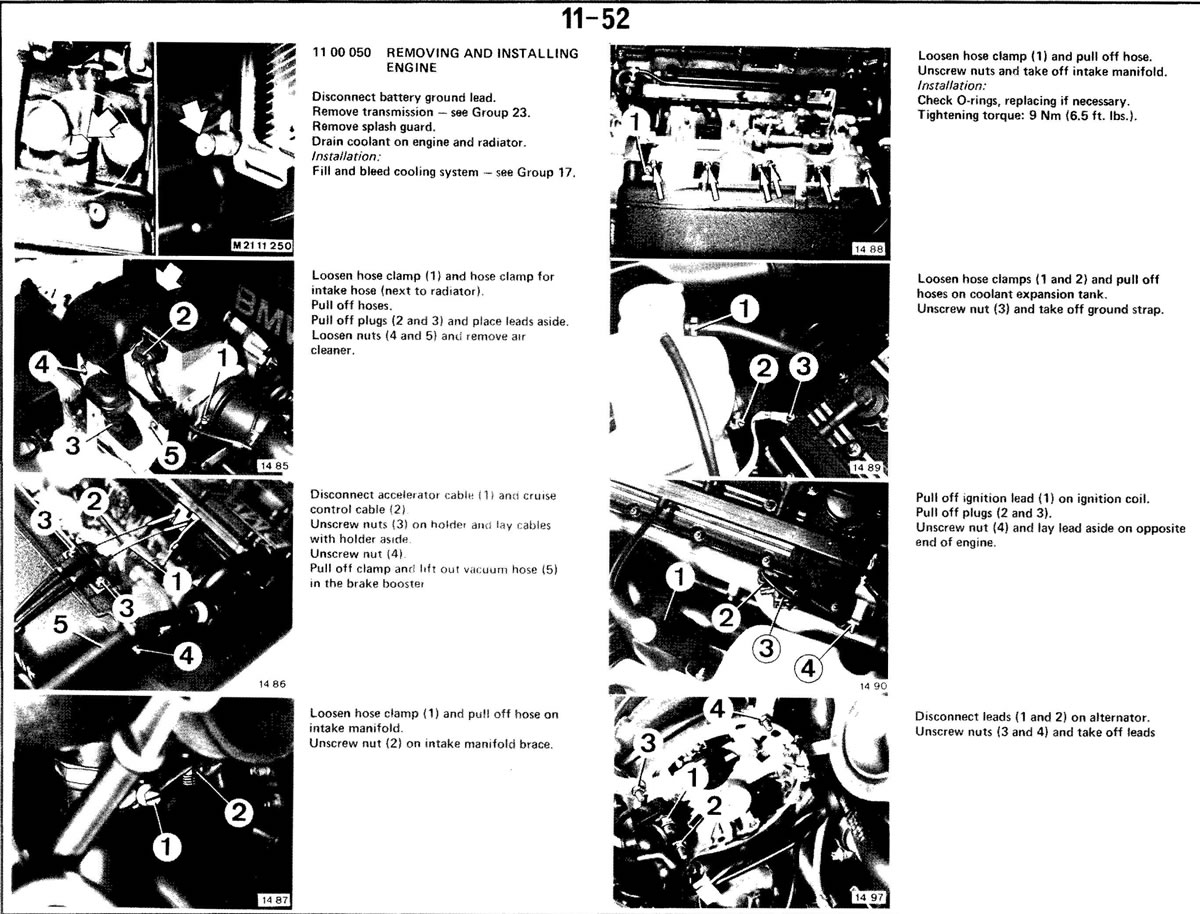 11-52
11 00 050 REMOVING AND INSTALLING
ENGINE
Disconnect battery ground lead.
Remove transmission — see Group 23.
Remove splash guard.
Drain coolant on engine and radiator.
Installation:
Fill and bleed cooling system — see Group 17.
M 21 11 250
Loosen hose clamp (1) and hose clamp for
intake hose (next to radiator).
Pull off hoses.
Pull off plugs (2 and 3) and place leads aside.
Loosen nuts (4 and 5) and remove air
cleaner.
BMW
2
4
1
3
5
14 85
Disconnect accelerator cable (1) and cruise
control cable (2)
Unscrew nuts (3) on holder and lay cables
with holder aside.
Unscrew nut (4)
Pull off clamp and lift out vacuum hose (5)
in the brake booster
2
3
1
3
5
4
14 86
Loosen hose clamp (1) and pull off hose on
intake manifold.
Unscrew nut (2) on intake manifold brace.
2
1
14 87
Loosen hose clamp (1) and pull off hose.
Unscrew nuts and take off intake manifold.
Installation:
Check O-rings, replacing if necessary.
Tightening torque: 9 Nm (6.5 ft. lbs.).
1
14 88
Loosen hose clamps (1 and 2) and pull off
hoses on coolant expansion tank.
Unscrew nut (3) and take off ground strap.
1
2
3
14 89
Pull off ignition lead (1) on ignition coil.
Pull off plugs (2 and 3).
Unscrew nut (4) and lay lead aside on opposite
end of engine.
1
2
3
4
14 90
Disconnect leads (1 and 2) on alternator.
Unscrew nuts (3 and 4) and take off leads
4
3
1
2
14 97